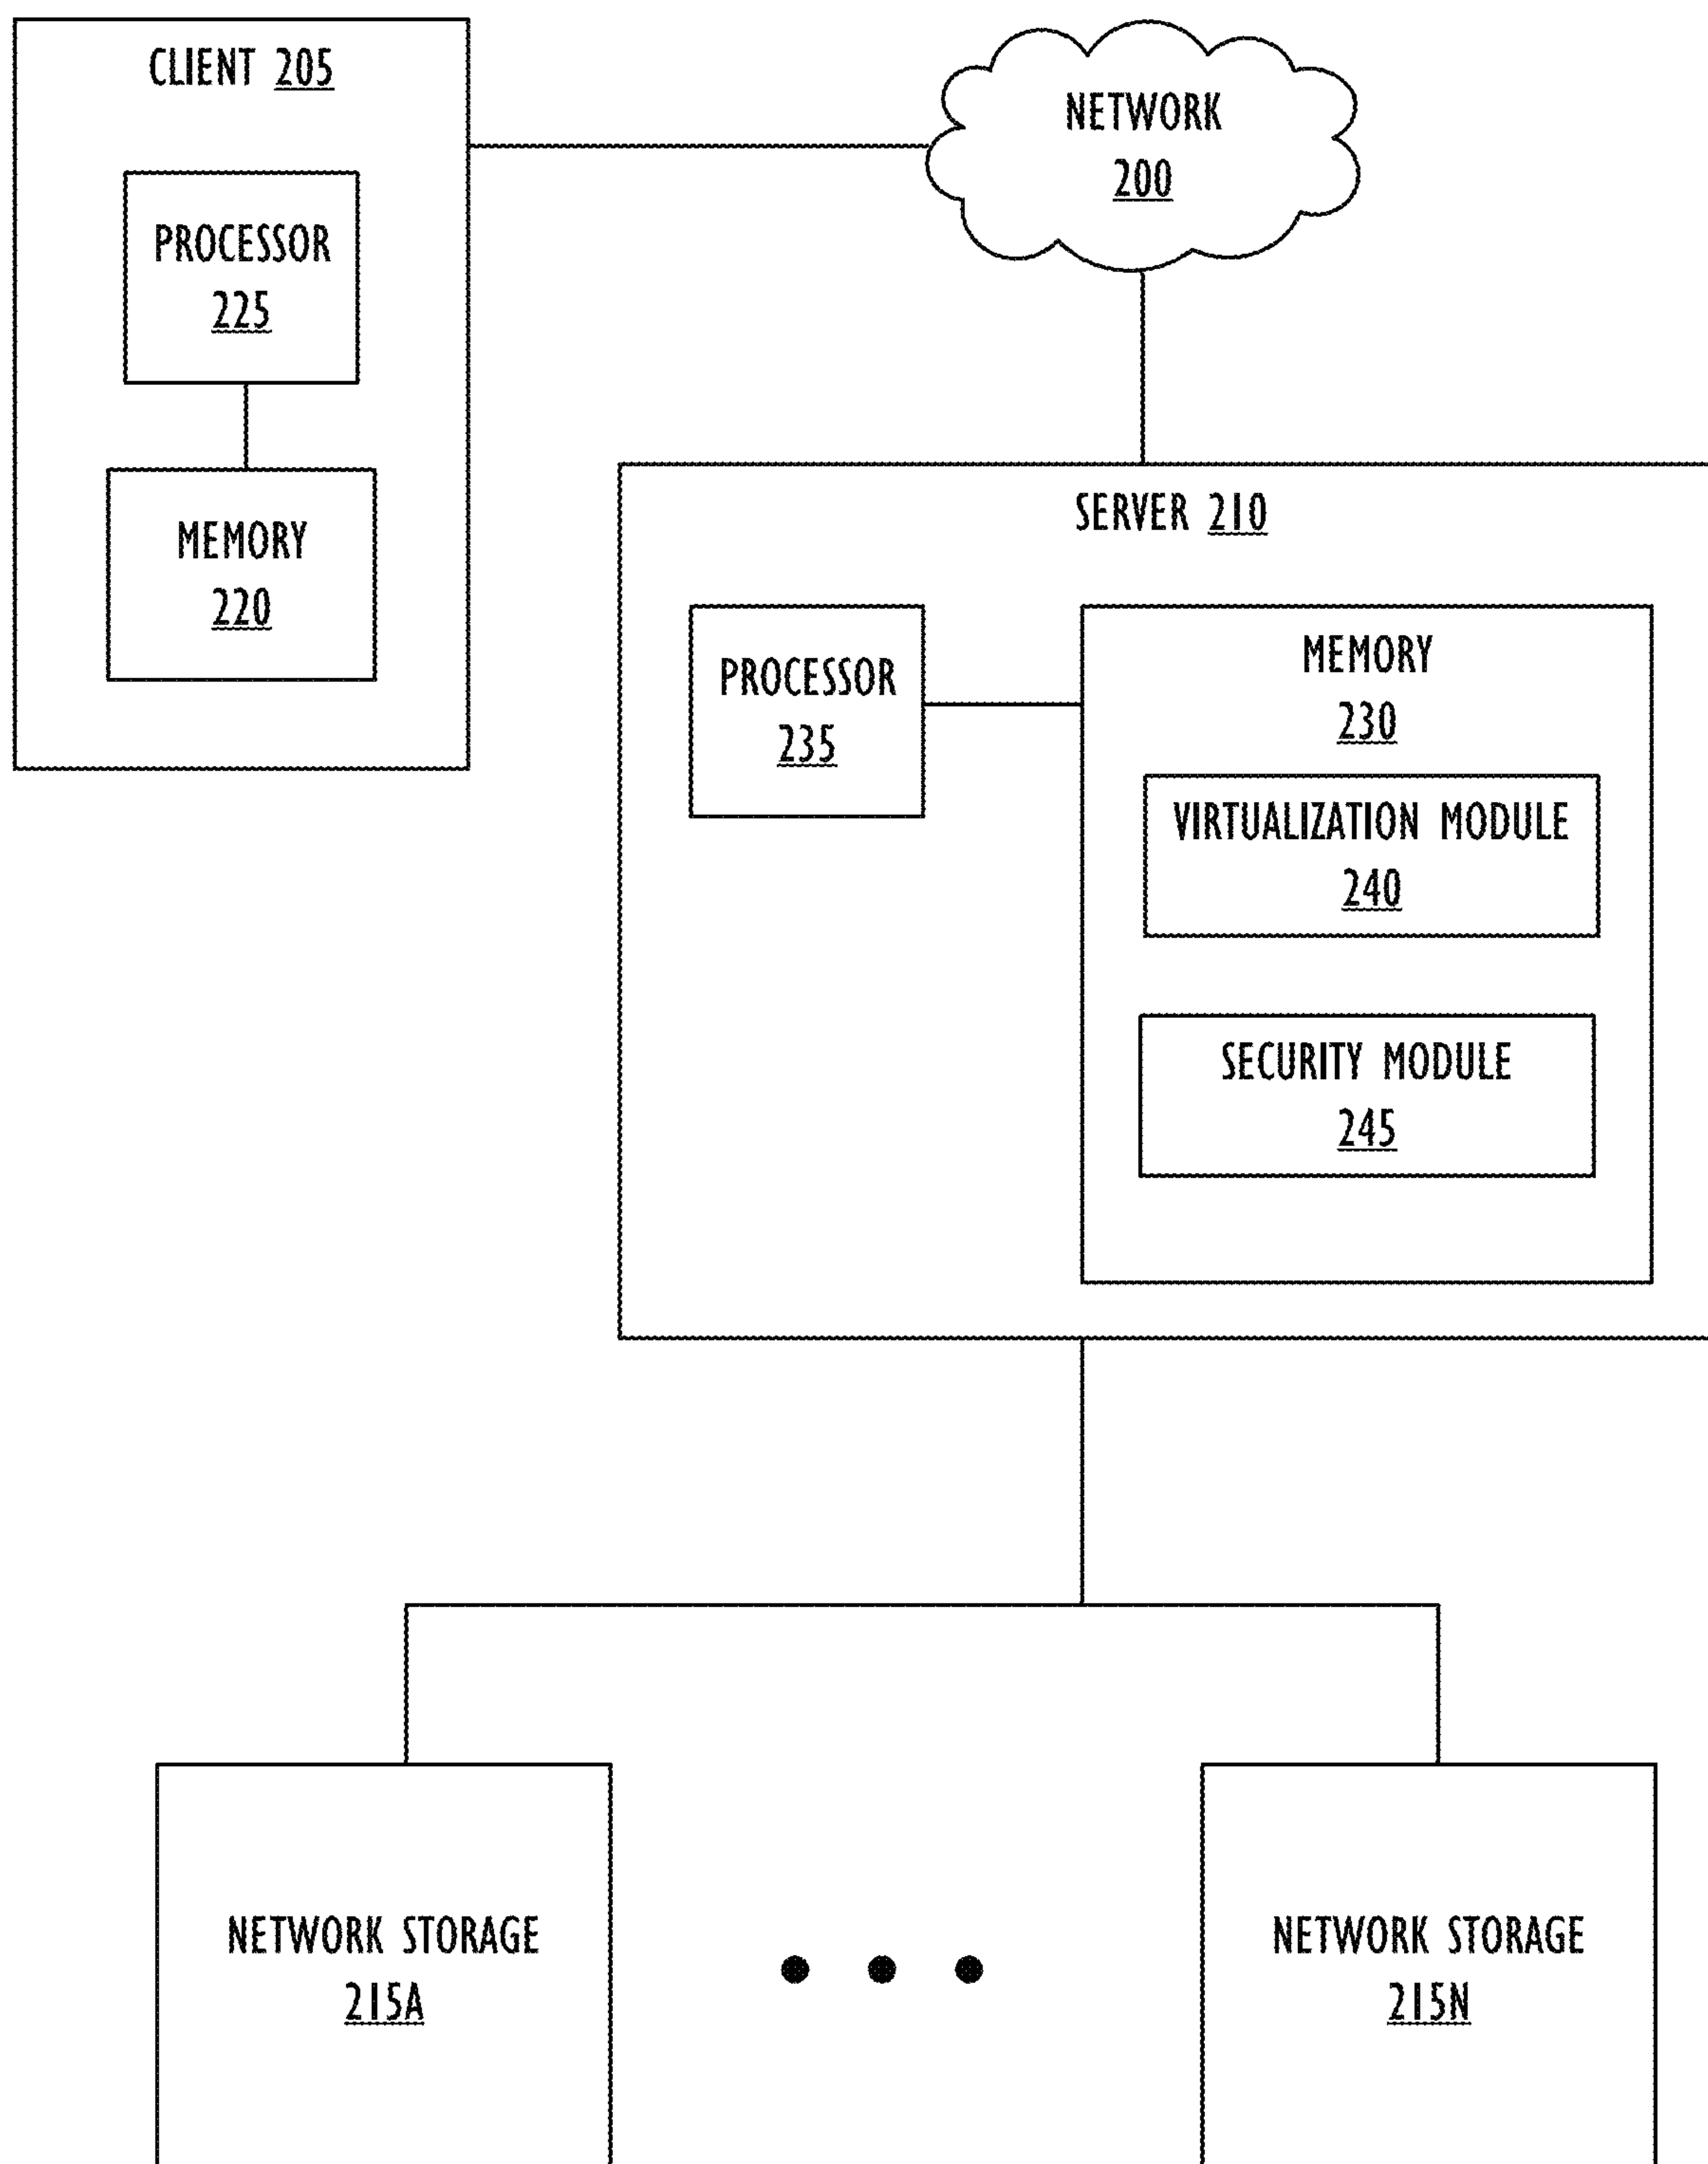 CLIENT 205
NETWORK
200
PROCESSOR
225
MEMORY
220
SERVER 210
PROCESSOR
235
MEMORY
230
VIRTUALIZATION MODULE
240
SECURITY MODULE
245
NETWORK STORAGE
215A
NETWORK STORAGE
215N